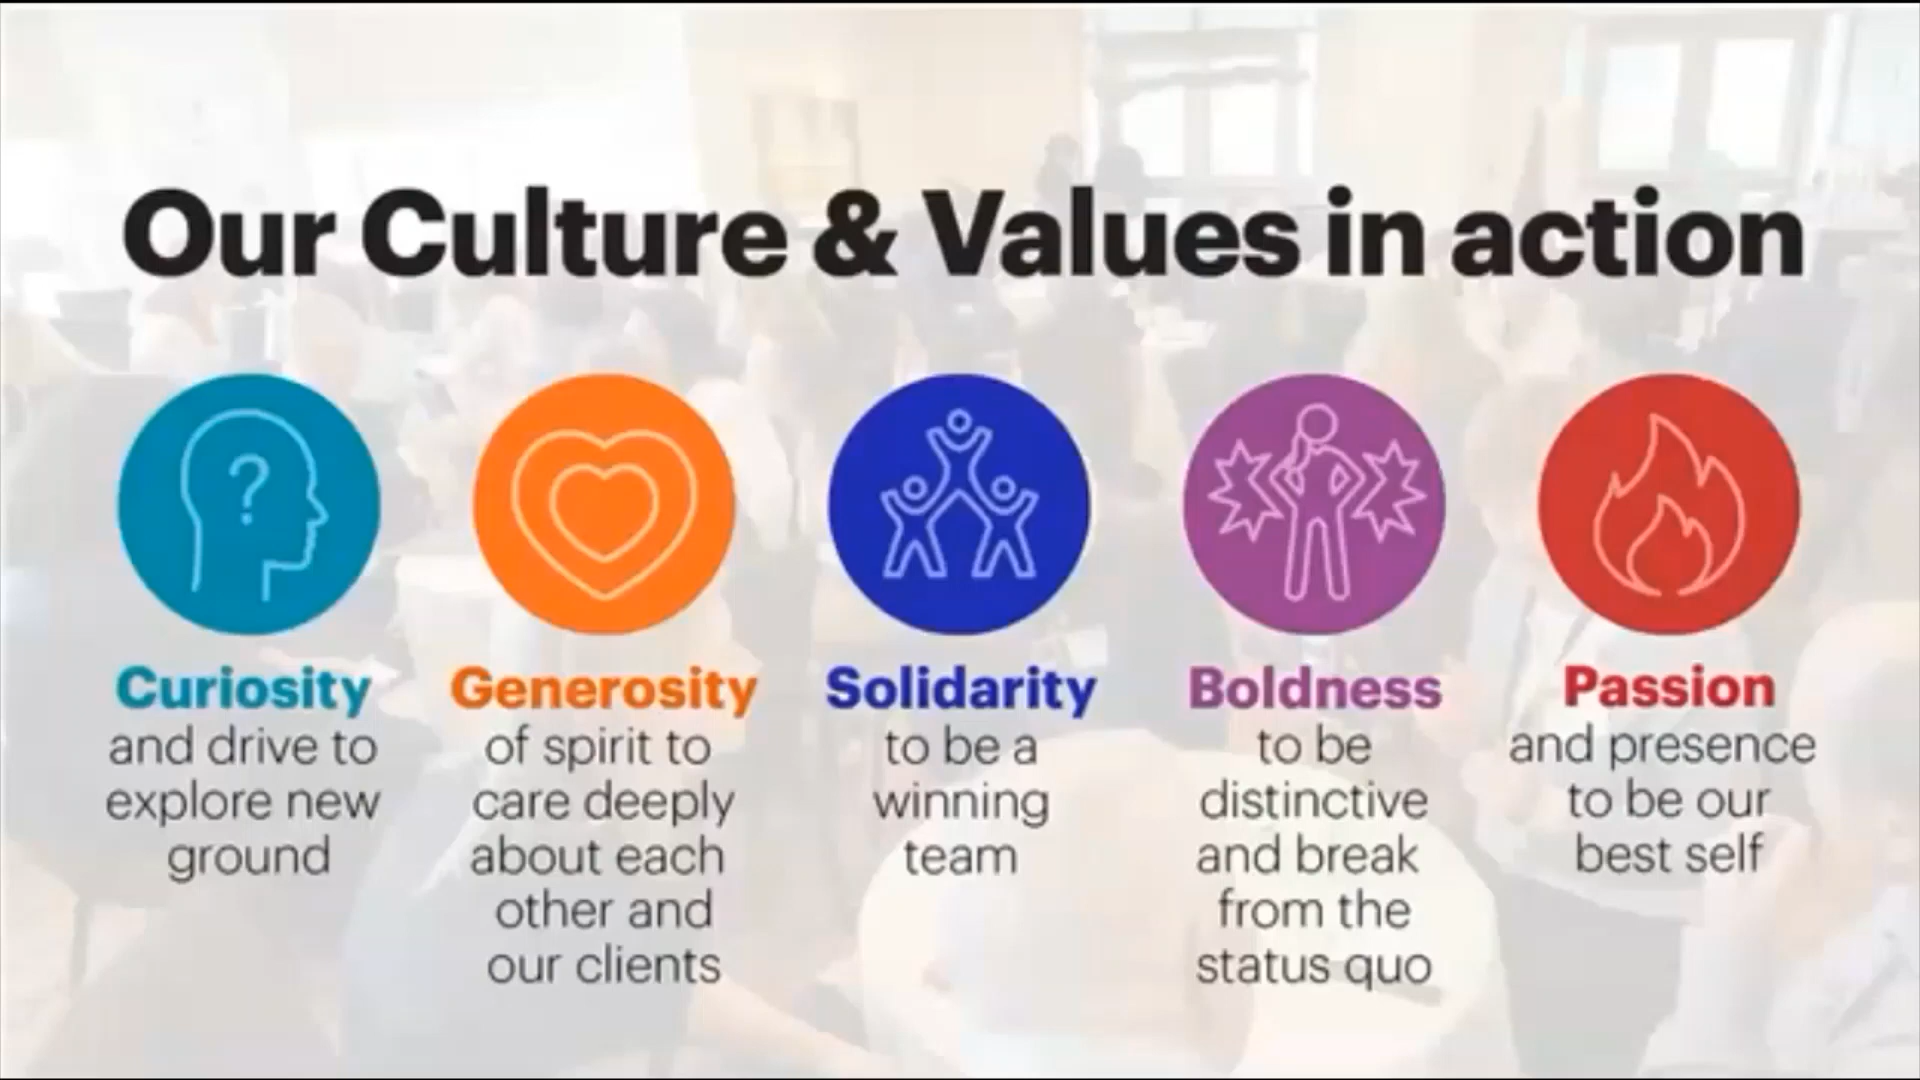 Our Culture & Values in action
?
Curiosity
and drive to
explore new
ground
Generosity
of spirit to
care deeply
about each
other and
our clients
Solidarity
to be a
winning
team
Boldness
to be
distinctive
and break
from the
status quo
Passion
and presence
to be our
best self